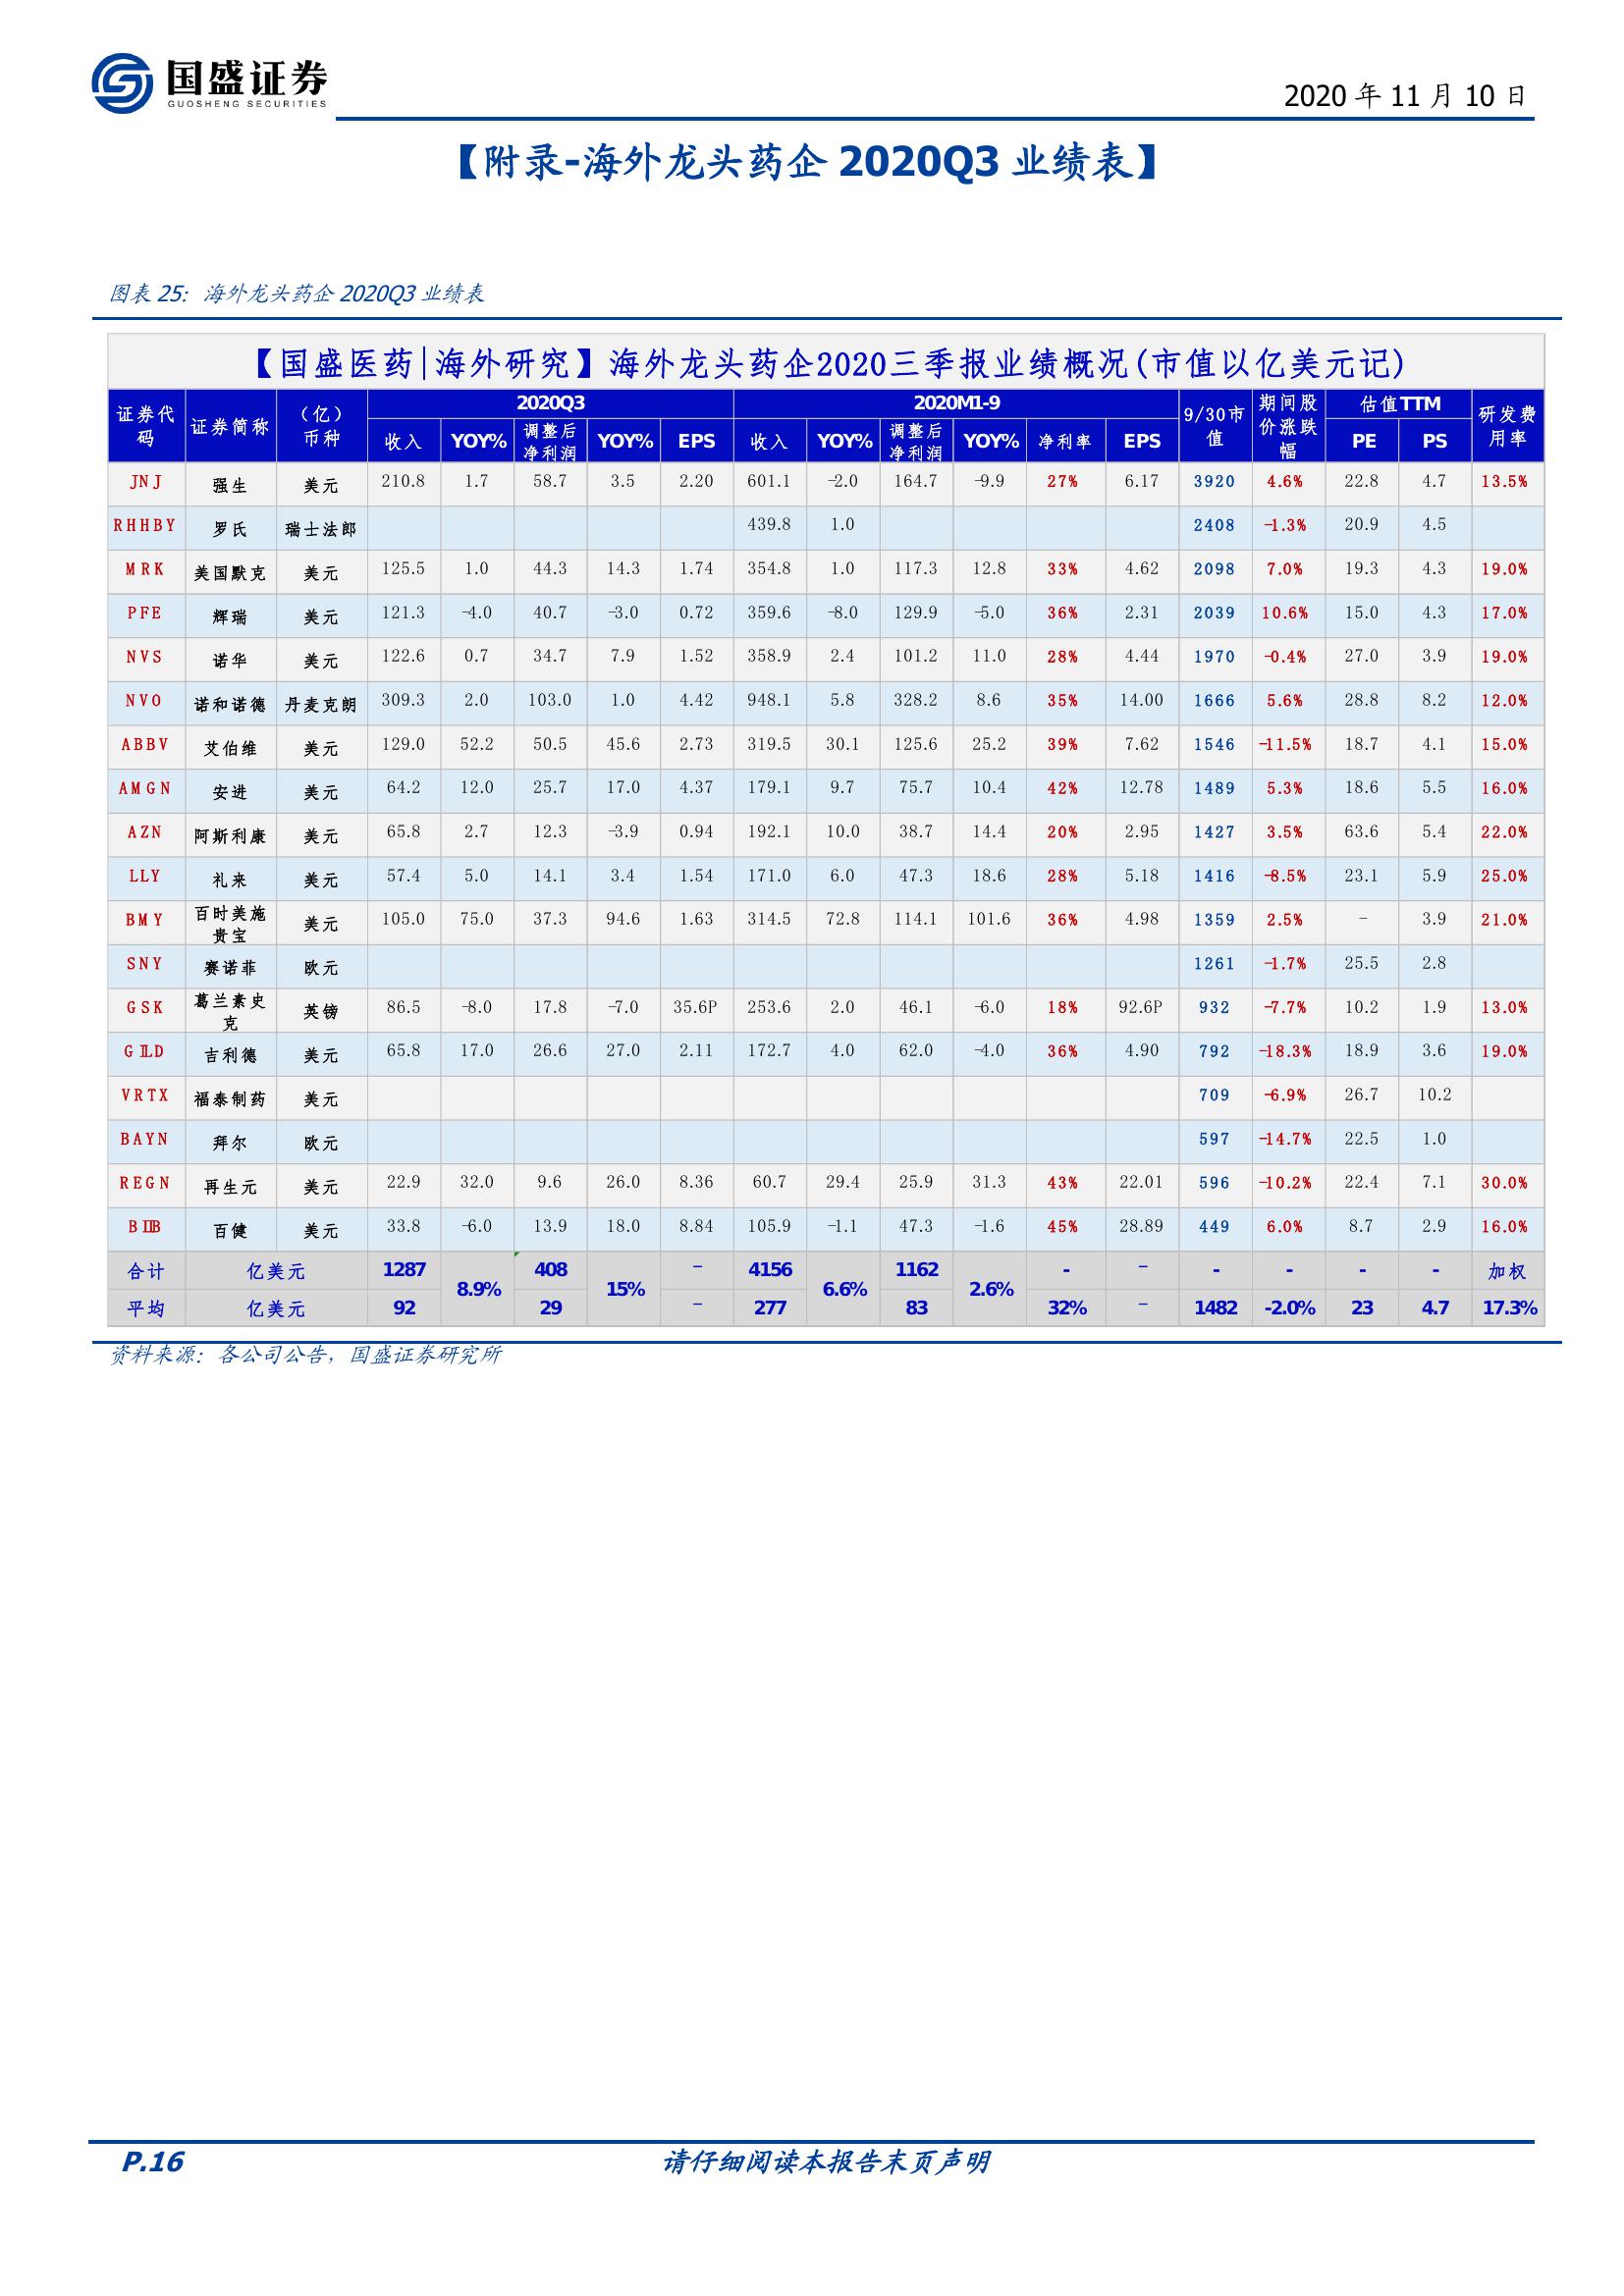 国盛证券
GUOSHENG SECURITIES
2020 年 11 月 10 日
【附录-海外龙头药企 2020Q3 业绩表】
图表 25：海外龙头药企 2020Q3 业绩表
【国盛医药|海外研究】海外龙头药企2020三季报业绩概况(市值以亿美元记)
证券代码 证券简称 （亿）币种 2020Q3 2020M1-9 9/30市值 期间股价涨跌幅 估值TTM 研发费用率
收入 YOY% 调整后净利润 YOY% EPS 收入 YOY% 调整后净利润 YOY% 净利率 EPS PE PS
JNJ 强生 美元 210.8 1.7 58.7 3.5 2.20 601.1 -2.0 164.7 -9.9 27% 6.17 3920 4.6% 22.8 4.7 13.5%
RHHBY 罗氏 瑞士法郎 439.8 1.0 2408 -1.3% 20.9 4.5
MRK 美国默克 美元 125.5 1.0 44.3 14.3 1.74 354.8 1.0 117.3 12.8 33% 4.62 2098 7.0% 19.3 4.3 19.0%
PFE 辉瑞 美元 121.3 -4.0 40.7 -3.0 0.72 359.6 -8.0 129.9 -5.0 36% 2.31 2039 10.6% 15.0 4.3 17.0%
NVS 诺华 美元 122.6 0.7 34.7 7.9 1.52 358.9 2.4 101.2 11.0 28% 4.44 1970 -0.4% 27.0 3.9 19.0%
NVO 诺和诺德 丹麦克朗 309.3 2.0 103.0 1.0 4.42 948.1 5.8 328.2 8.6 35% 14.00 1666 5.6% 28.8 8.2 12.0%
ABBV 艾伯维 美元 129.0 52.2 50.5 45.6 2.73 319.5 30.1 125.6 25.2 39% 7.62 1546 -11.5% 18.7 4.1 15.0%
AMGN 安进 美元 64.2 12.0 25.7 17.0 4.37 179.1 9.7 75.7 10.4 42% 12.78 1489 5.3% 18.6 5.5 16.0%
AZN 阿斯利康 美元 65.8 2.7 12.3 -3.9 0.94 192.1 10.0 38.7 14.4 20% 2.95 1427 3.5% 63.6 5.4 22.0%
LLY 礼来 美元 57.4 5.0 14.1 3.4 1.54 171.0 6.0 47.3 18.6 28% 5.18 1416 -8.5% 23.1 5.9 25.0%
BMY 百时美施贵宝 美元 105.0 75.0 37.3 94.6 1.63 314.5 72.8 114.1 101.6 36% 4.98 1359 2.5% - 3.9 21.0%
SNY 赛诺菲 欧元 1261 -1.7% 25.5 2.8
GSK 葛兰素史克 英镑 86.5 -8.0 17.8 -7.0 35.6P 253.6 2.0 46.1 -6.0 18% 92.6P 932 -7.7% 10.2 1.9 13.0%
GILD 吉利德 美元 65.8 17.0 26.6 27.0 2.11 172.7 4.0 62.0 -4.0 36% 4.90 792 -18.3% 18.9 3.6 19.0%
VRTX 福泰制药 美元 709 -6.9% 26.7 10.2
BAYN 拜尔 欧元 597 -14.7% 22.5 1.0
REGN 再生元 美元 22.9 32.0 9.6 26.0 8.36 60.7 29.4 25.9 31.3 43% 22.01 596 -10.2% 22.4 7.1 30.0%
BIIB 百健 美元 33.8 -6.0 13.9 18.0 8.84 105.9 -1.1 47.3 -1.6 45% 28.89 449 6.0% 8.7 2.9 16.0%
合计 亿美元 1287 8.9% 408 15% - 4156 6.6% 1162 2.6% - - - - - - 加权
平均 亿美元 92 29 - 277 83 32% - 1482 -2.0% 23 4.7 17.3%
资料来源：各公司公告，国盛证券研究所
P.16
请仔细阅读本报告末页声明